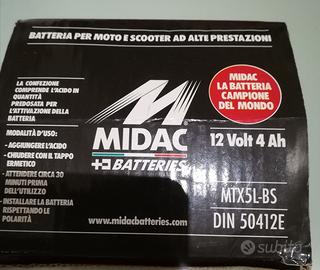 BATTERIA PER MOTO E SCOOTER AD ALTE PRESTAZIONI
LA CONFEZIONE
COMPRENDE L'ACIDO IN
QUANTITÀ
PREDOSATA PER
L'ATTIVAZIONE DELLA
BATTERIA
MODALITÀ D'USO:
- AGGIUNGERE L'ACIDO
- CHIUDERE CON IL TAPPO
ERMETICO
- ATTENDERE CIRCA 30
MINUTI PRIMA
DELL'UTILIZZO
- INSTALLARE LA BATTERIA
RISPETTANDO LE
POLARITÀ
MIDAC
BATTERIES
www.midacbatteries.com
MIDAC
LA BATTERIA
CAMPIONE
DEL MONDO
12 Volt 4 Ah
MTX5L-BS
DIN 50412E
subito